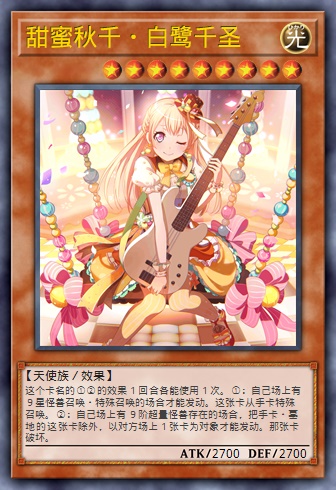 甜蜜秋千・白鹭千圣
光
【天使族／效果】
这个卡名的①②的效果1回合各能使用1次。①：自己场上有
9星怪兽召唤・特殊召唤的场合才能发动。这张卡从手卡特殊
召唤。②：自己场上有9阶超量怪兽存在的场合，把手卡・墓
地的这张卡除外，以对方场上1张卡为对象才能发动。那张卡
破坏。
ATK/2700 DEF/2700